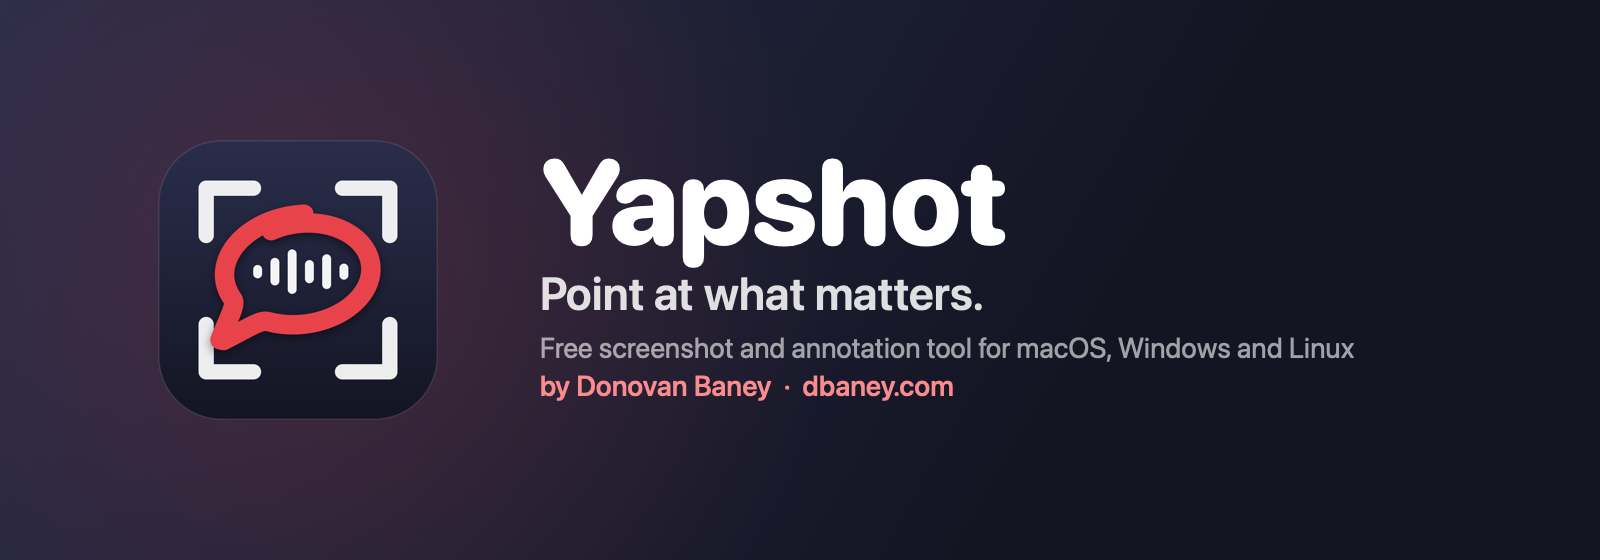 Yapshot
Point at what matters.
Free screenshot and annotation tool for macOS, Windows and Linux
by Donovan Baney · dbaney.com